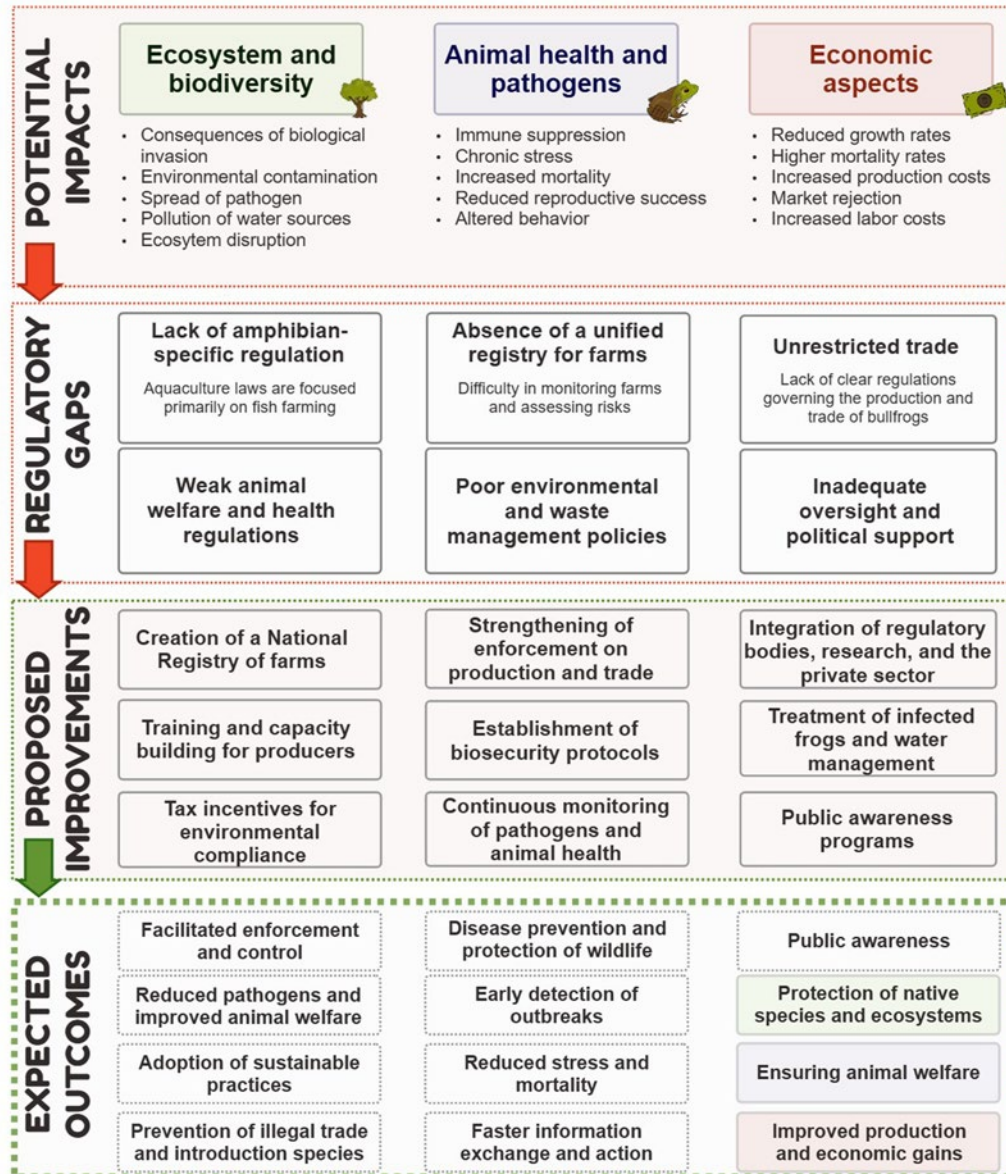 POTENTIAL
IMPACTS
Ecosystem and
biodiversity
• Consequences of biological
invasion
• Environmental contamination
• Spread of pathogen
• Pollution of water sources
• Ecosytem disruption
Animal health and
pathogens
• Immune suppression
• Chronic stress
• Increased mortality
• Reduced reproductive success
• Altered behavior
Economic
aspects
• Reduced growth rates
• Higher mortality rates
• Increased production costs
• Market rejection
• Increased labor costs
REGULATORY
GAPS
Lack of amphibian-
specific regulation
Aquaculture laws are focused
primarily on fish farming
Absence of a unified
registry for farms
Difficulty in monitoring farms
and assessing risks
Unrestricted trade
Lack of clear regulations
governing the production and
trade of bullfrogs
Weak animal
welfare and health
regulations
Poor environmental
and waste
management policies
Inadequate
oversight and
political support
PROPOSED
IMPROVEMENTS
Creation of a National
Registry of farms
Strengthening of
enforcement on
production and trade
Integration of regulatory
bodies, research, and the
private sector
Training and capacity
building for producers
Establishment of
biosecurity protocols
Treatment of infected
frogs and water
management
Tax incentives for
environmental
compliance
Continuous monitoring
of pathogens and
animal health
Public awareness
programs
EXPECTED
OUTCOMES
Facilitated enforcement
and control
Disease prevention and
protection of wildlife
Public awareness
Reduced pathogens and
improved animal welfare
Early detection of
outbreaks
Protection of native
species and ecosystems
Adoption of sustainable
practices
Reduced stress and
mortality
Ensuring animal welfare
Prevention of illegal trade
and introduction species
Faster information
exchange and action
Improved production
and economic gains